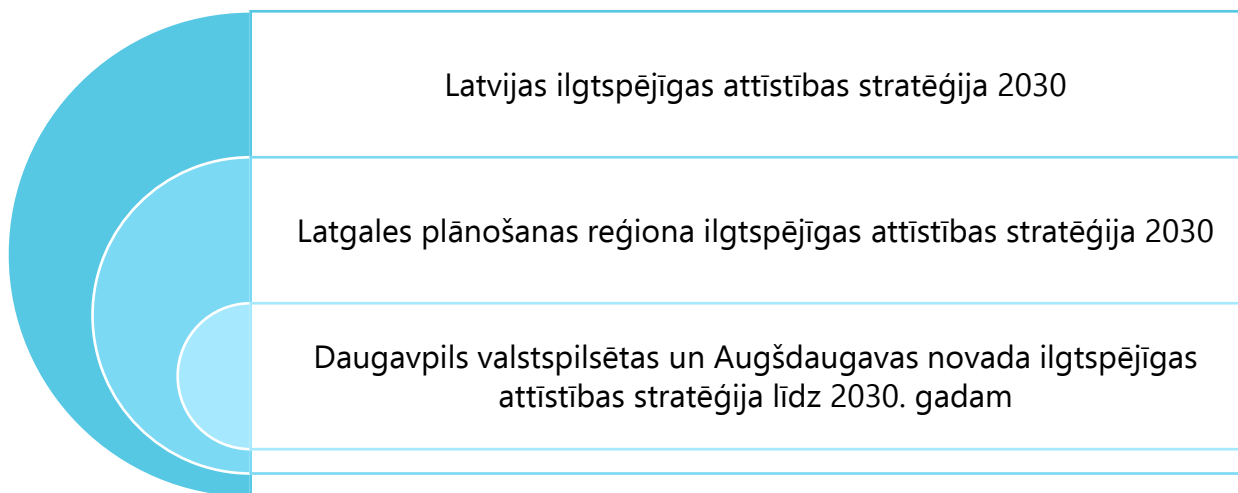 Latvijas ilgtspējīgas attīstības stratēģija 2030
Latgales plānošanas reģiona ilgtspējīgas attīstības stratēģija 2030
Daugavpils valstspilsētas un Augšdaugavas novada ilgtspējīgas
attīstības stratēģija līdz 2030. gadam